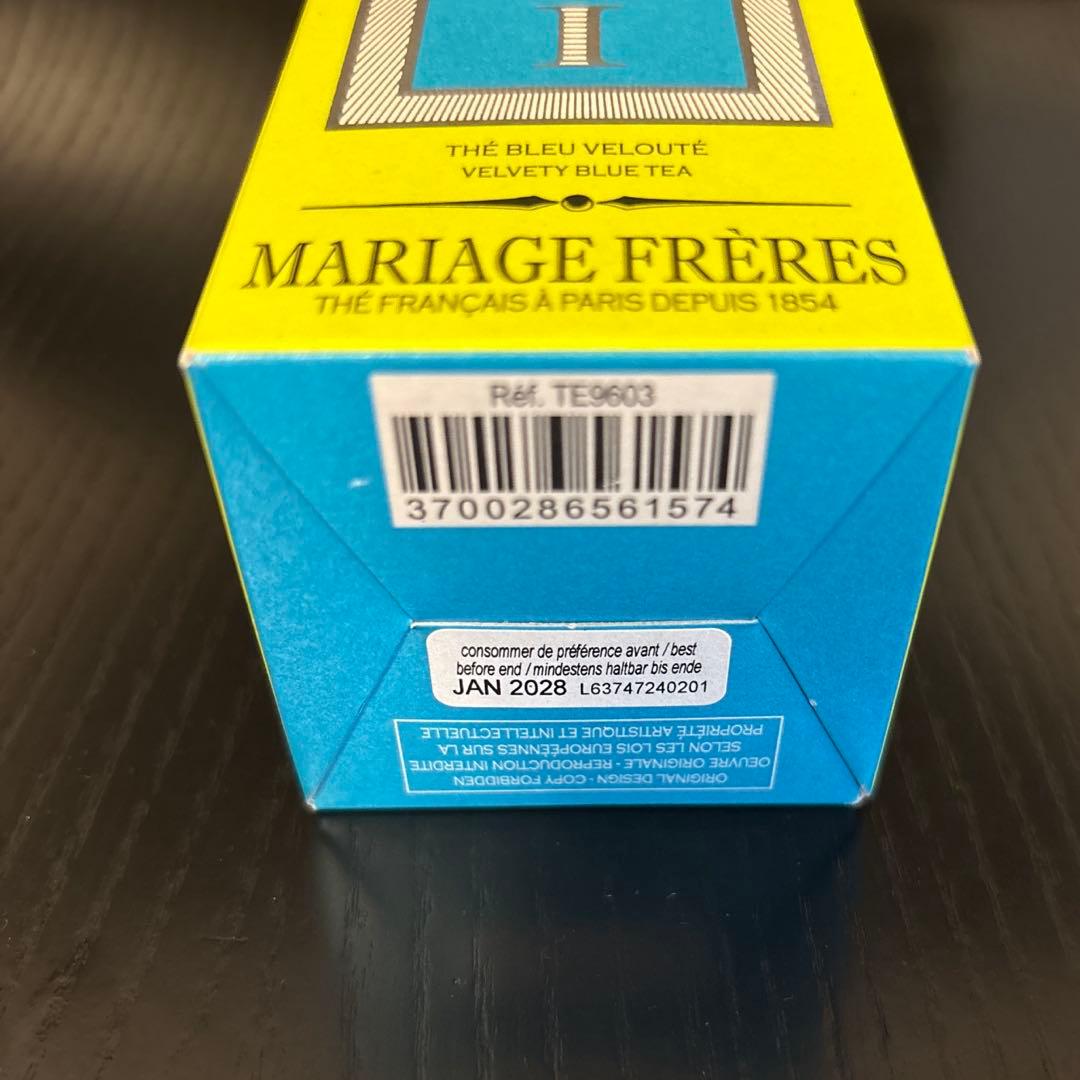 I
THÉ BLEU VELOUTÉ
VELVETY BLUE TEA
MARIAGE FRÈRES
THÉ FRANÇAIS À PARIS DEPUIS 1854
Réf. TE9603
3700286561574
consommer de préférence avant / best
before end / mindestens haltbar bis ende
JAN 2028 L63747240201
ORIGINAL DESIGN - COPY FORBIDDEN
OEUVRE ORIGINALE - REPRODUCTION INTERDITE
SELON LES LOIS EUROPÉENNES SUR LA
PROPRIÉTÉ ARTISTIQUE ET INTELLECTUELLE